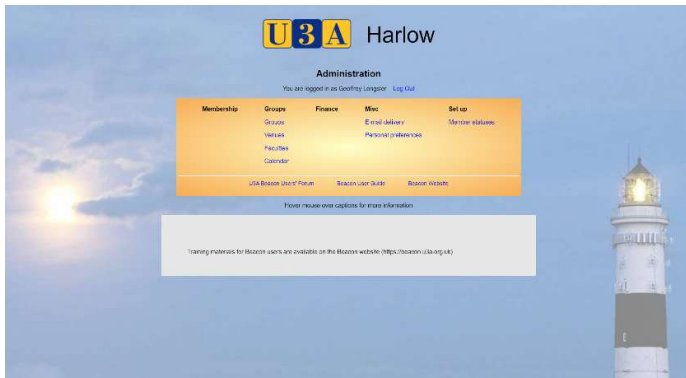 U3A Harlow
Administration
You are logged in as Geoffrey Longster Log Out
Membership Groups Finance Misc Set up
Groups E-mail delivery Member statuses
Venues Personal preferences
Faculties
Calendar
U3A Beacon Users' Forum Beacon User Guide Beacon Website
Hover mouse-over captions for more information
Training materials for Beacon users are available on the Beacon website (https://beacon.u3a.org.uk)